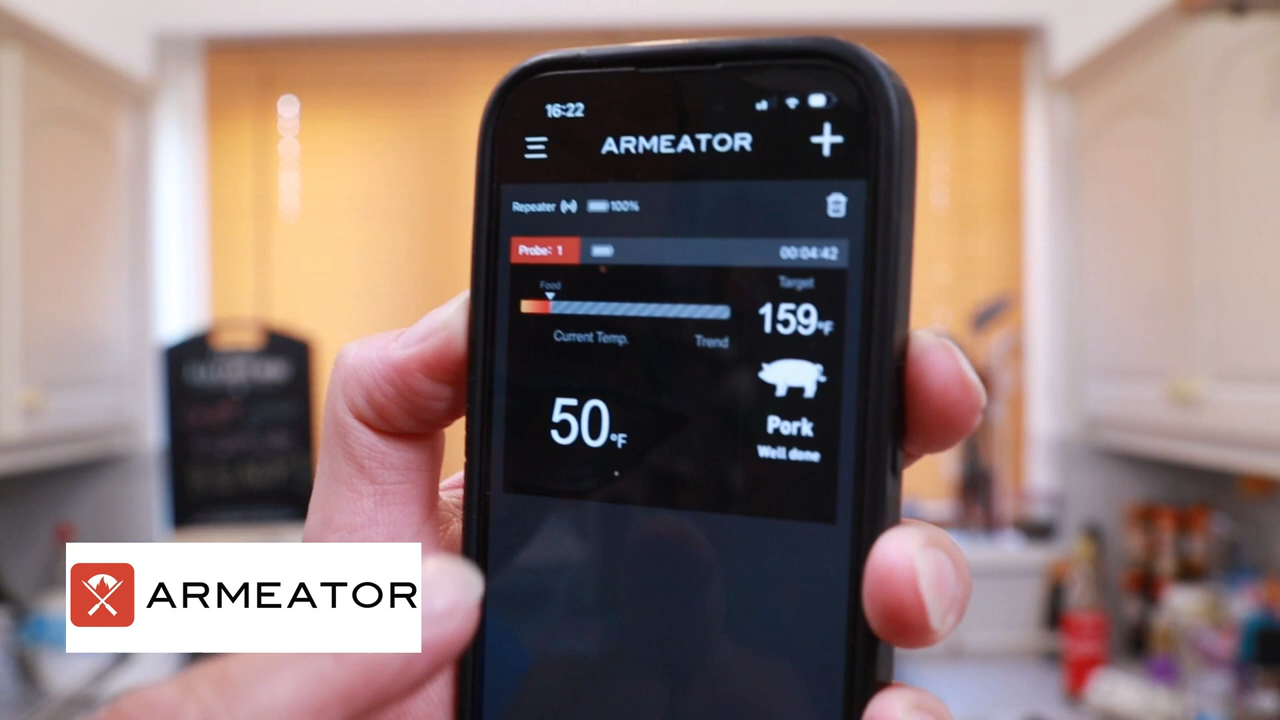 16:22
ARMEATOR
Repeater 100%
Probe: 1 00:04:42
Food
Target
159°F
Current Temp. Trend
50°F
Pork
Well done
ARMEATOR